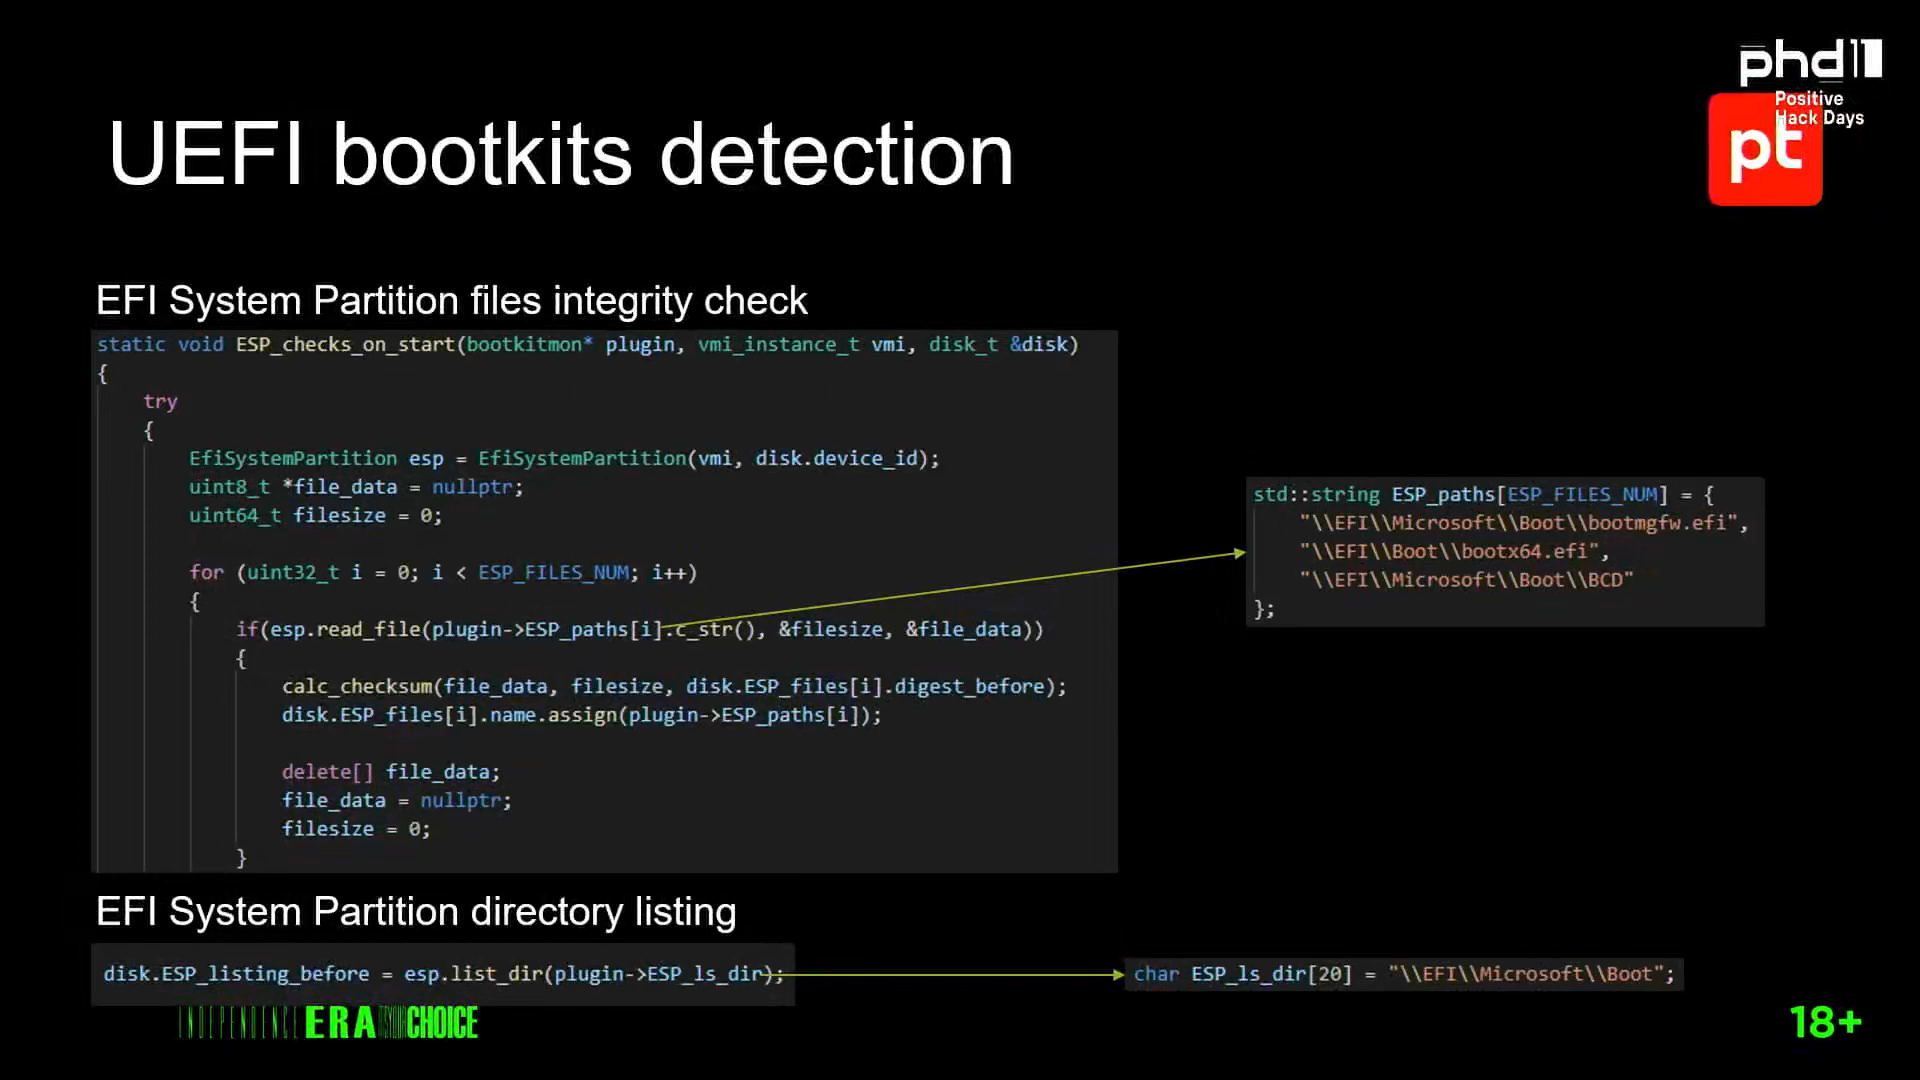 phd11
Positive
Hack Days
pt
UEFI bootkits detection
EFI System Partition files integrity check
static void ESP_checks_on_start(bootkitmon* plugin, vmi_instance_t vmi, disk_t &disk)
{
try
{
EfiSystemPartition esp = EfiSystemPartition(vmi, disk.device_id);
uint8_t *file_data = nullptr;
uint64_t filesize = 0;
for (uint32_t i = 0; i < ESP_FILES_NUM; i++)
{
if(esp.read_file(plugin->ESP_paths[i].c_str(), &filesize, &file_data))
{
calc_checksum(file_data, filesize, disk.ESP_files[i].digest_before);
disk.ESP_files[i].name.assign(plugin->ESP_paths[i]);
delete[] file_data;
file_data = nullptr;
filesize = 0;
}
std::string ESP_paths[ESP_FILES_NUM] = {
"\\EFI\\Microsoft\\Boot\\bootmgfw.efi",
"\\EFI\\Boot\\bootx64.efi",
"\\EFI\\Microsoft\\Boot\\BCD"
};
EFI System Partition directory listing
disk.ESP_listing_before = esp.list_dir(plugin->ESP_ls_dir);
char ESP_ls_dir[20] = "\\EFI\\Microsoft\\Boot";
INDEPENDENCE ERA CHOICE
18+